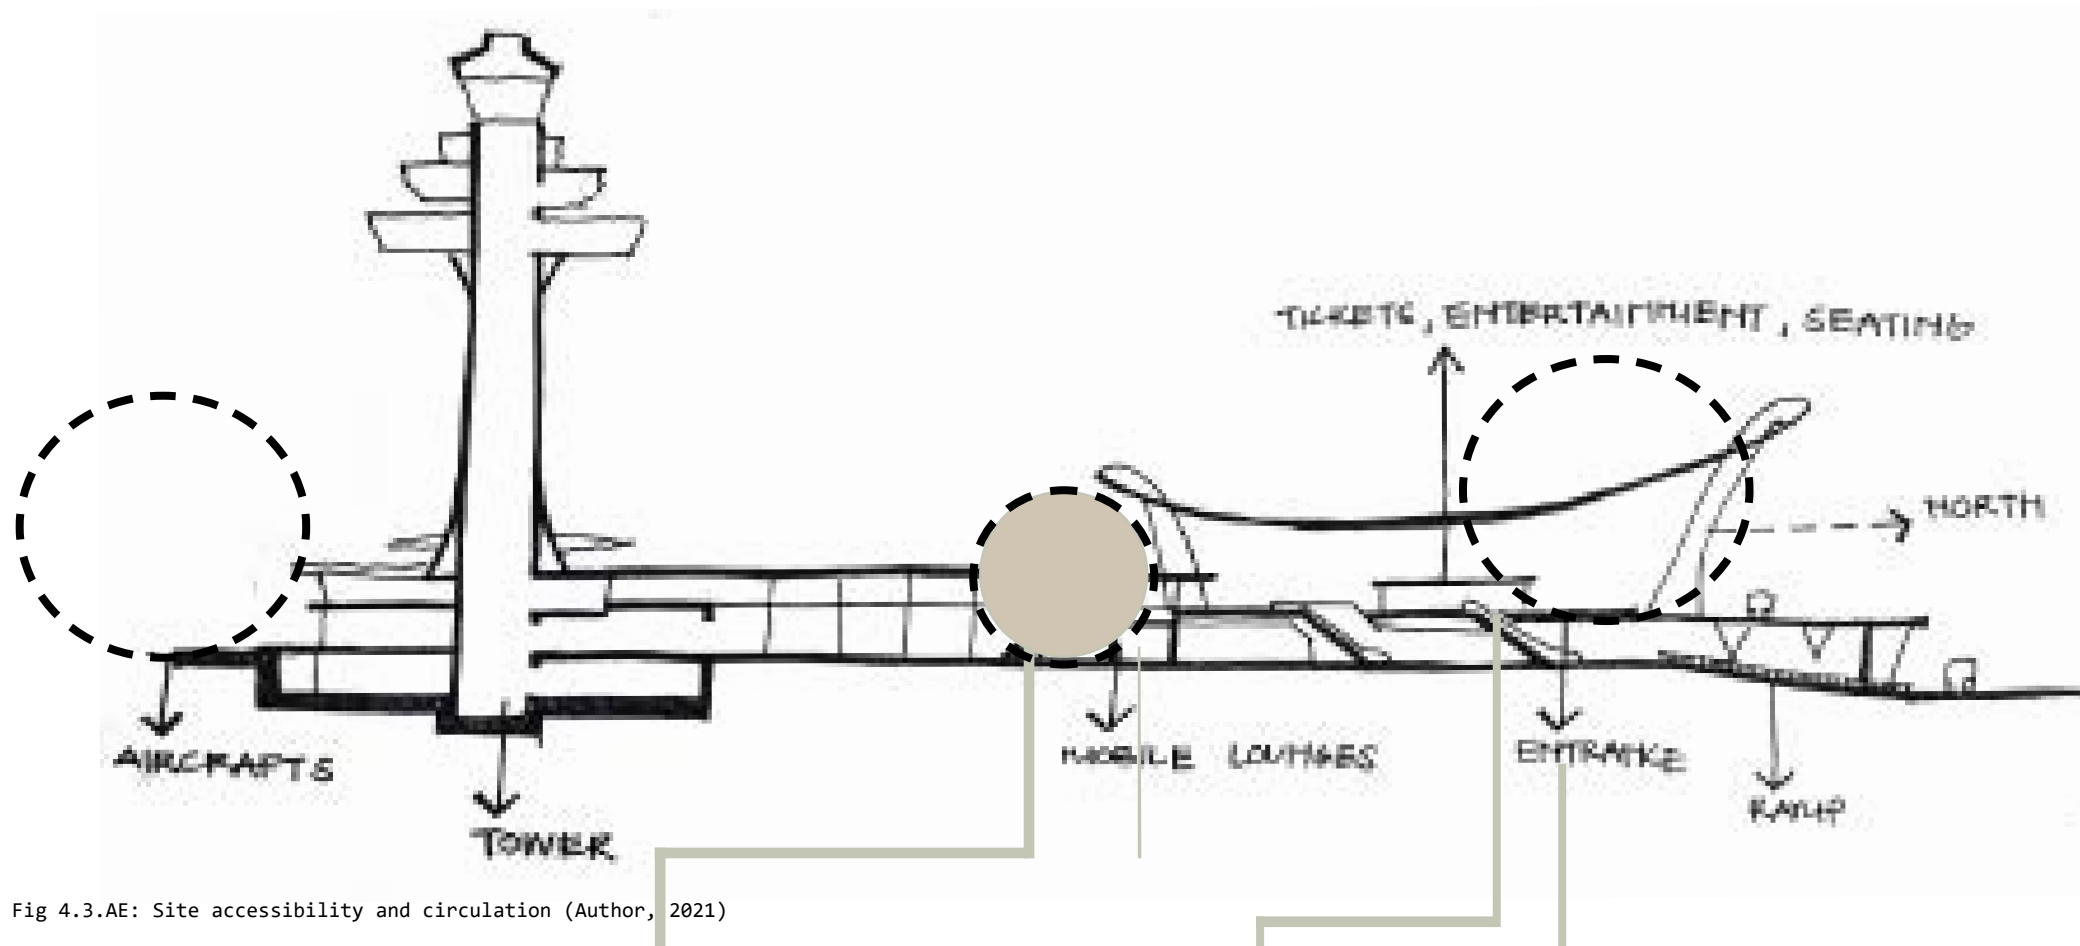 TICKETS, ENTERTAINMENT, SEATING
NORTH
AIRCRAFTS
MOBILE LOUNGES
ENTRANCE
RAMP
TOWER
Fig 4.3.AE: Site accessibility and circulation (Author, 2021)